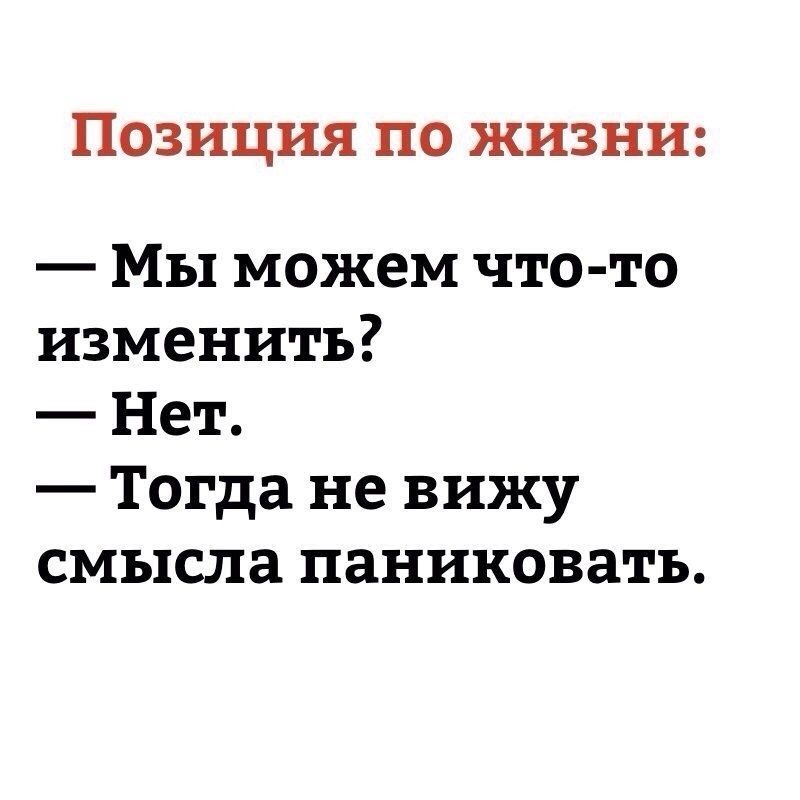 Позиция по жизни:
— Мы можем что-то
изменить?
— Нет.
— Тогда не вижу
смысла паниковать.